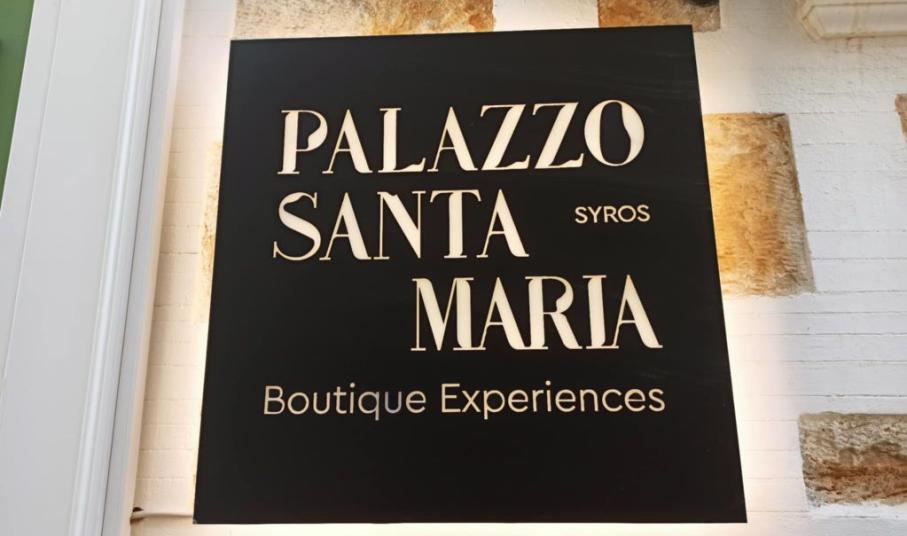 PALAZZO
SANTA SYROS
MARIA
Boutique Experiences